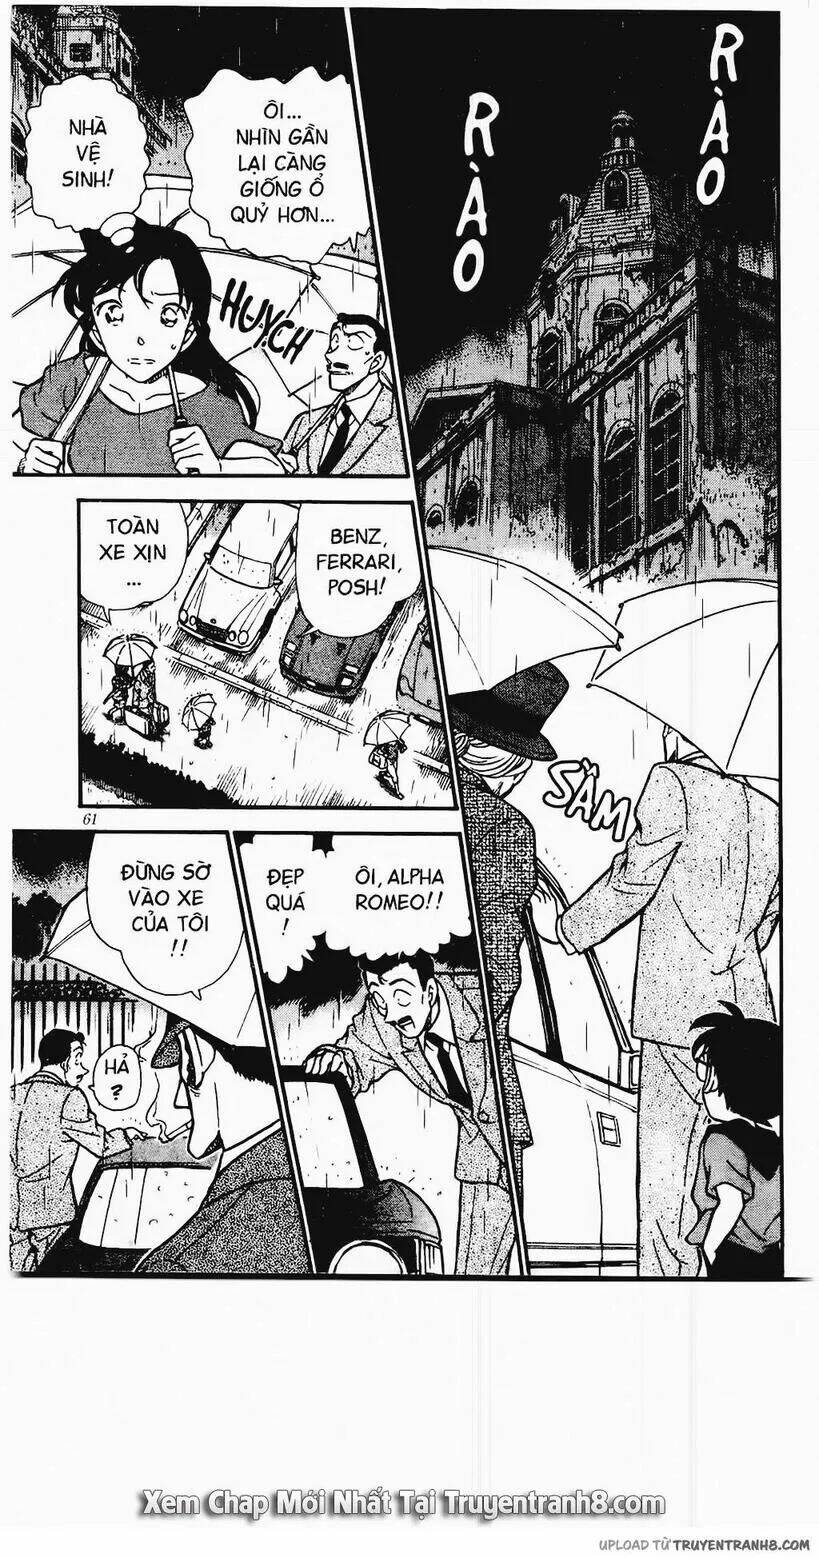 RÀO
RÀO
SẦM
ÔI...
NHÌN GẦN
LẠI CÀNG
GIỐNG Ổ
QUỶ HƠN...
NHÀ
VỆ
SINH!
HUỴCH
BENZ,
FERRARI,
POSH!
TOÀN
XE XỊN
...
61
ÔI, ALPHA
ROMEO!!
ĐẸP
QUÁ
!
ĐỪNG SỜ
VÀO XE
CỦA TÔI
!!
HẢ
?
Xem Chap Mới Nhất Tại Truyentranh8.com
UPLOAD TỪ TRUYENTRANH8.COM